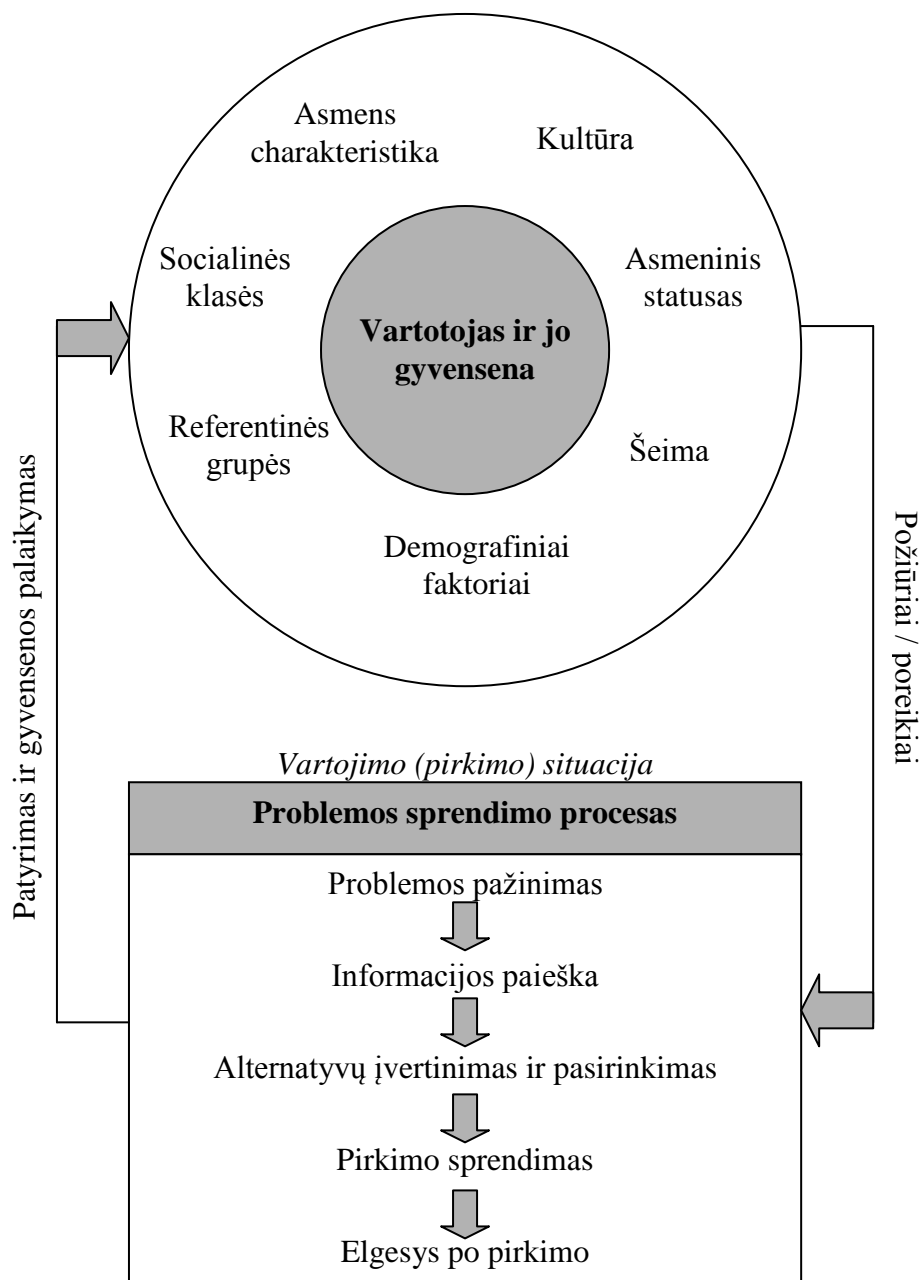 Asmens
charakteristika
Kultūra
Socialinės
klasės
Asmeninis
statusas
Vartotojas ir jo
gyvensena
Referentinės
grupės
Šeima
Demografiniai
faktoriai
Patyrimas ir gyvensenos palaikymas
Požiūriai / poreikiai
Vartojimo (pirkimo) situacija
Problemos sprendimo procesas
Problemos pažinimas
Informacijos paieška
Alternatyvų įvertinimas ir pasirinkimas
Pirkimo sprendimas
Elgesys po pirkimo